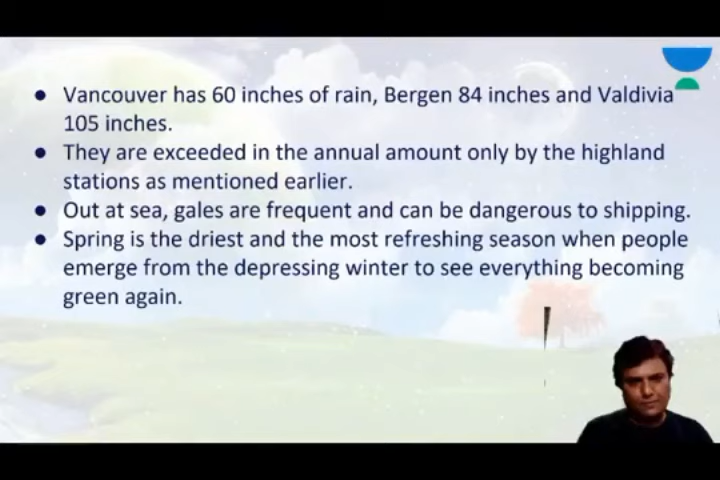 ● Vancouver has 60 inches of rain, Bergen 84 inches and Valdivia
105 inches.
● They are exceeded in the annual amount only by the highland
stations as mentioned earlier.
● Out at sea, gales are frequent and can be dangerous to shipping.
● Spring is the driest and the most refreshing season when people
emerge from the depressing winter to see everything becoming
green again.